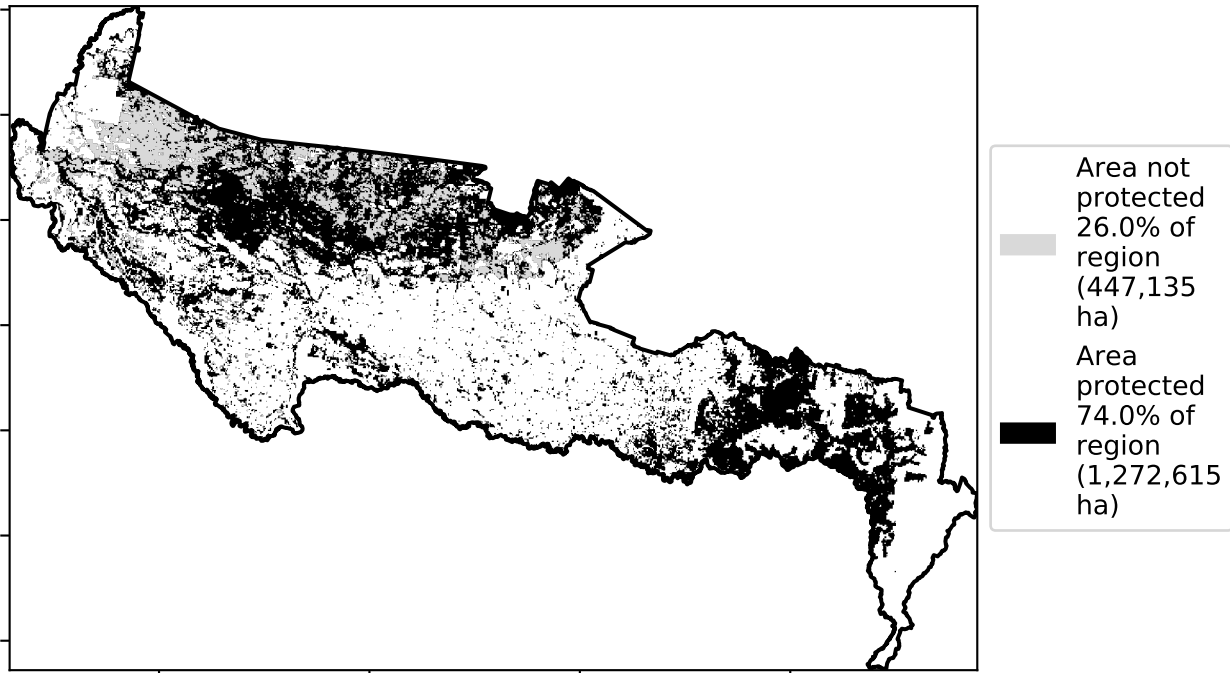 Area not
protected
26.0% of
region
(447,135
ha)
Area
protected
74.0% of
region
(1,272,615
ha)